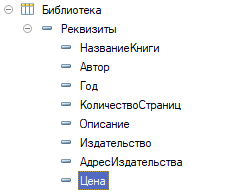 Библиотека
Реквизиты
НазваниеКниги
Автор
Год
КоличествоСтраниц
Описание
Издательство
АдресИздательства
Цена